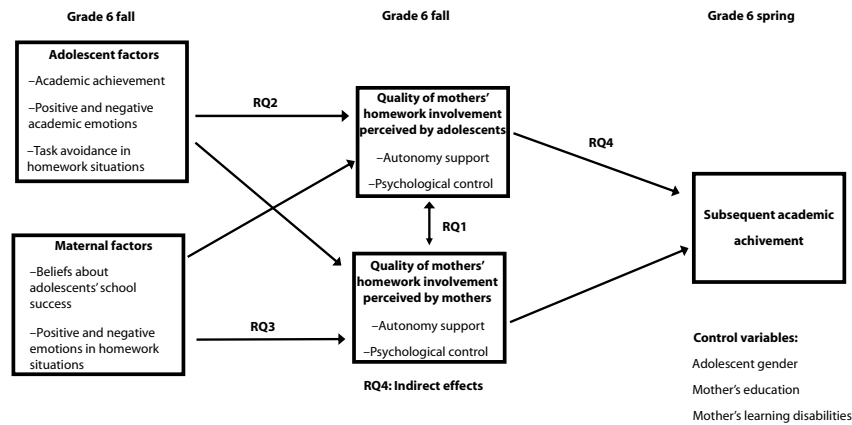 Grade 6 fall
Grade 6 fall
Grade 6 spring
Adolescent factors
–Academic achievement
–Positive and negative
academic emotions
–Task avoidance in
homework situations
RQ2
Quality of mothers'
homework involvement
perceived by adolescents
–Autonomy support
–Psychological control
RQ4
RQ1
Subsequent academic
achivement
Maternal factors
–Beliefs about
adolescents' school
success
–Positive and negative
emotions in homework
situations
RQ3
Quality of mothers'
homework involvement
perceived by mothers
–Autonomy support
–Psychological control
RQ4: Indirect effects
Control variables:
Adolescent gender
Mother's education
Mother's learning disabilities